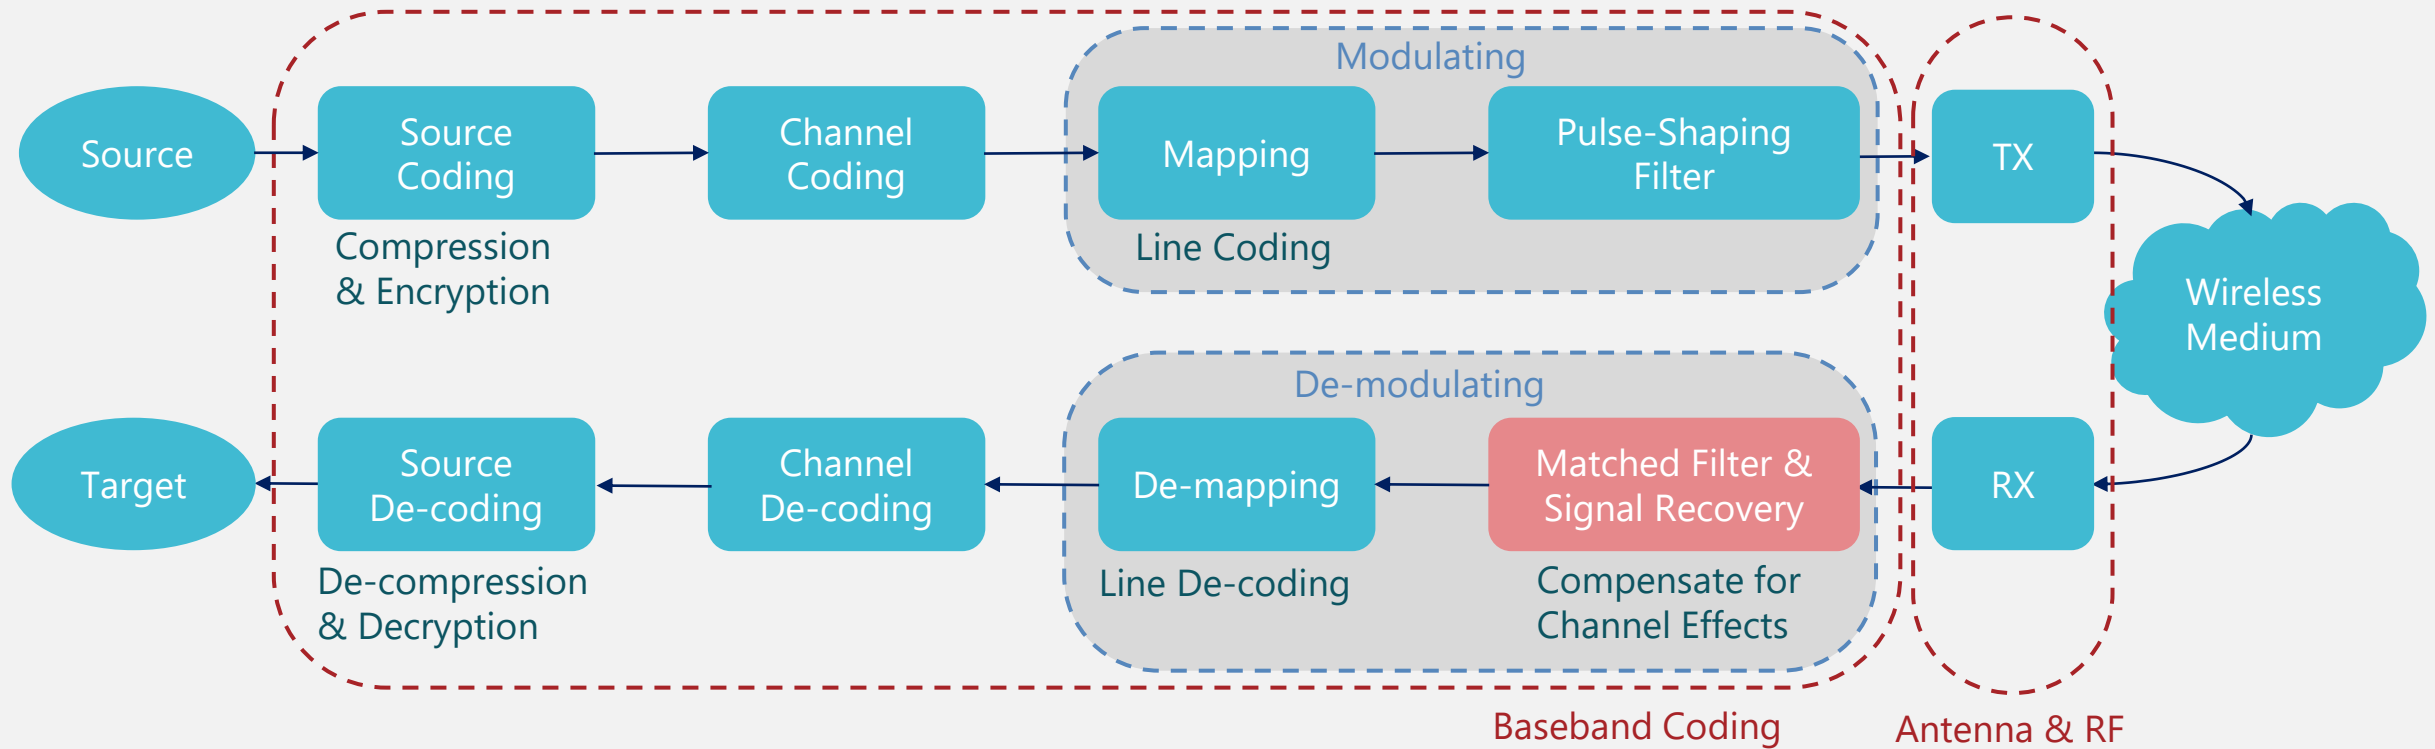 Modulating
Source
Source
Coding
Channel
Coding
Mapping
Pulse-Shaping
Filter
TX
Compression
& Encryption
Line Coding
Wireless
Medium
De-modulating
Target
Source
De-coding
Channel
De-coding
De-mapping
Matched Filter &
Signal Recovery
RX
De-compression
& Decryption
Line De-coding
Compensate for
Channel Effects
Baseband Coding
Antenna & RF